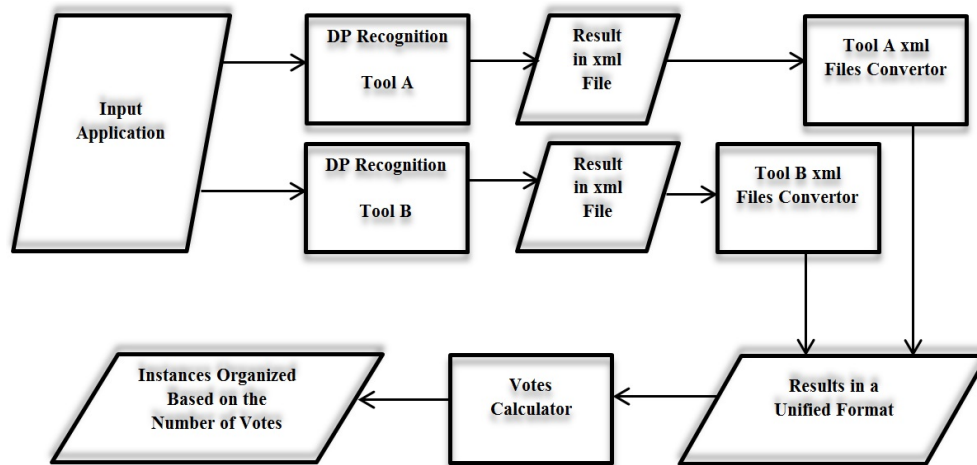 Input
Application
DP Recognition
Tool A
Result
in xml
File
Tool A xml
Files Convertor
DP Recognition
Tool B
Result
in xml
File
Tool B xml
Files Convertor
Instances Organized
Based on the
Number of Votes
Votes
Calculator
Results in a
Unified Format